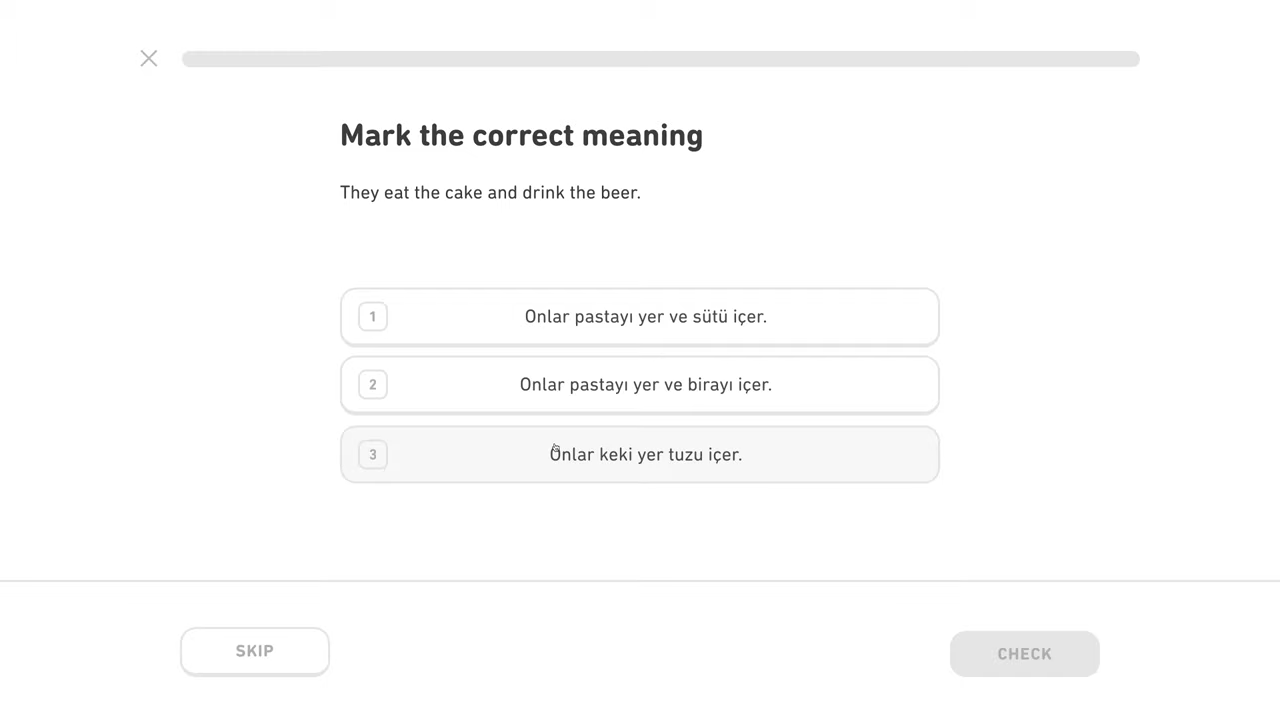 Mark the correct meaning
They eat the cake and drink the beer.
1 Onlar pastayı yer ve sütü içer.
2 Onlar pastayı yer ve birayı içer.
3 Onlar keki yer tuzu içer.
SKIP
CHECK